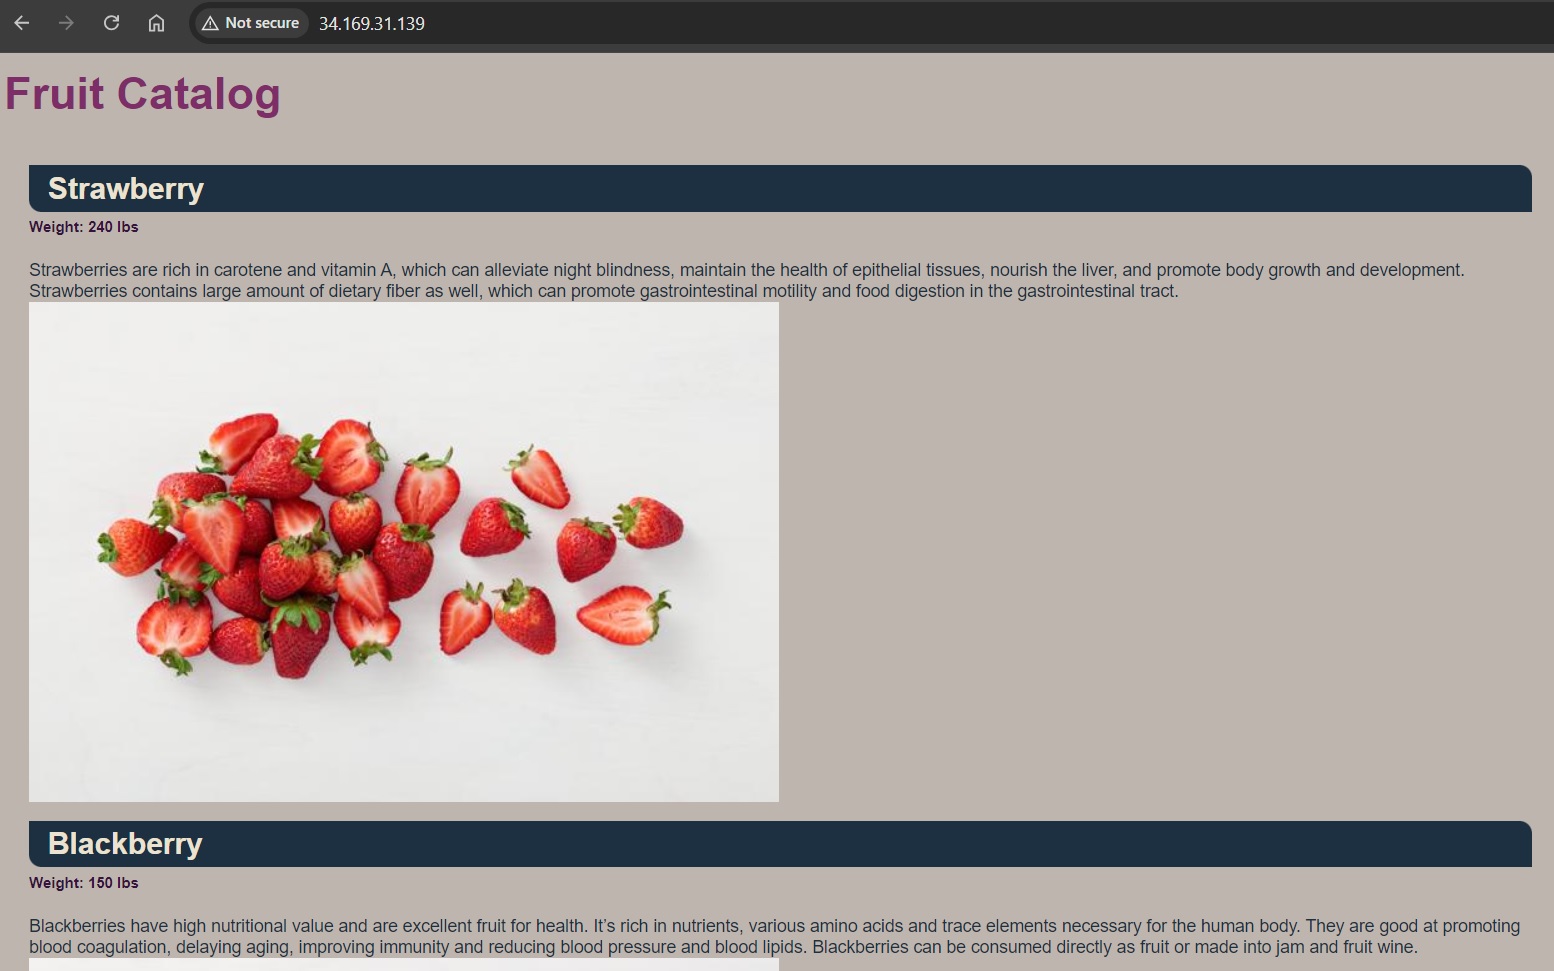 Not secure 34.169.31.139
Fruit Catalog
Strawberry
Weight: 240 lbs
Strawberries are rich in carotene and vitamin A, which can alleviate night blindness, maintain the health of epithelial tissues, nourish the liver, and promote body growth and development.
Strawberries contains large amount of dietary fiber as well, which can promote gastrointestinal motility and food digestion in the gastrointestinal tract.
Blackberry
Weight: 150 lbs
Blackberries have high nutritional value and are excellent fruit for health. It’s rich in nutrients, various amino acids and trace elements necessary for the human body. They are good at promoting
blood coagulation, delaying aging, improving immunity and reducing blood pressure and blood lipids. Blackberries can be consumed directly as fruit or made into jam and fruit wine.